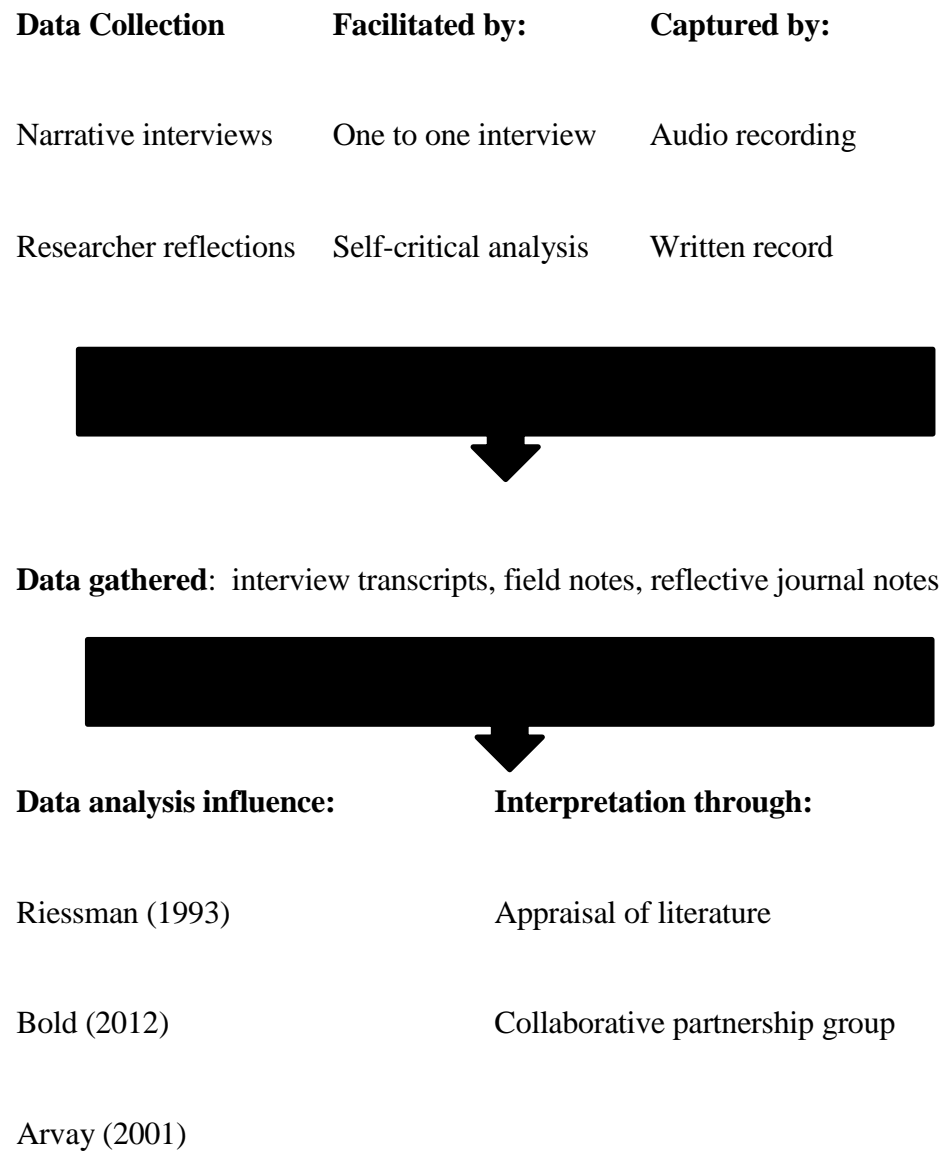 Data Collection Facilitated by: Captured by:
Narrative interviews One to one interview Audio recording
Researcher reflections Self-critical analysis Written record
Data gathered: interview transcripts, field notes, reflective journal notes
Data analysis influence: Interpretation through:
Riessman (1993) Appraisal of literature
Bold (2012) Collaborative partnership group
Arvay (2001)